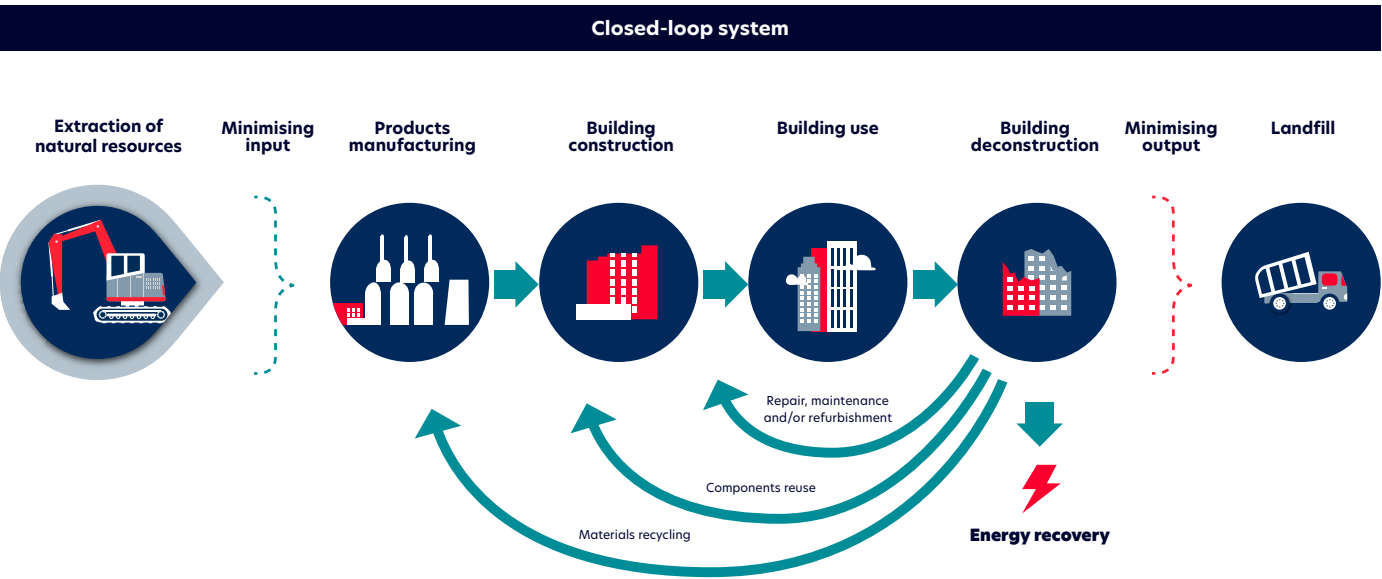 Closed-loop system
Extraction of
natural resources
Minimising
input
Products
manufacturing
Building
construction
Building use
Building
deconstruction
Minimising
output
Landfill
Repair, maintenance
and/or refurbishment
Components reuse
Materials recycling
Energy recovery